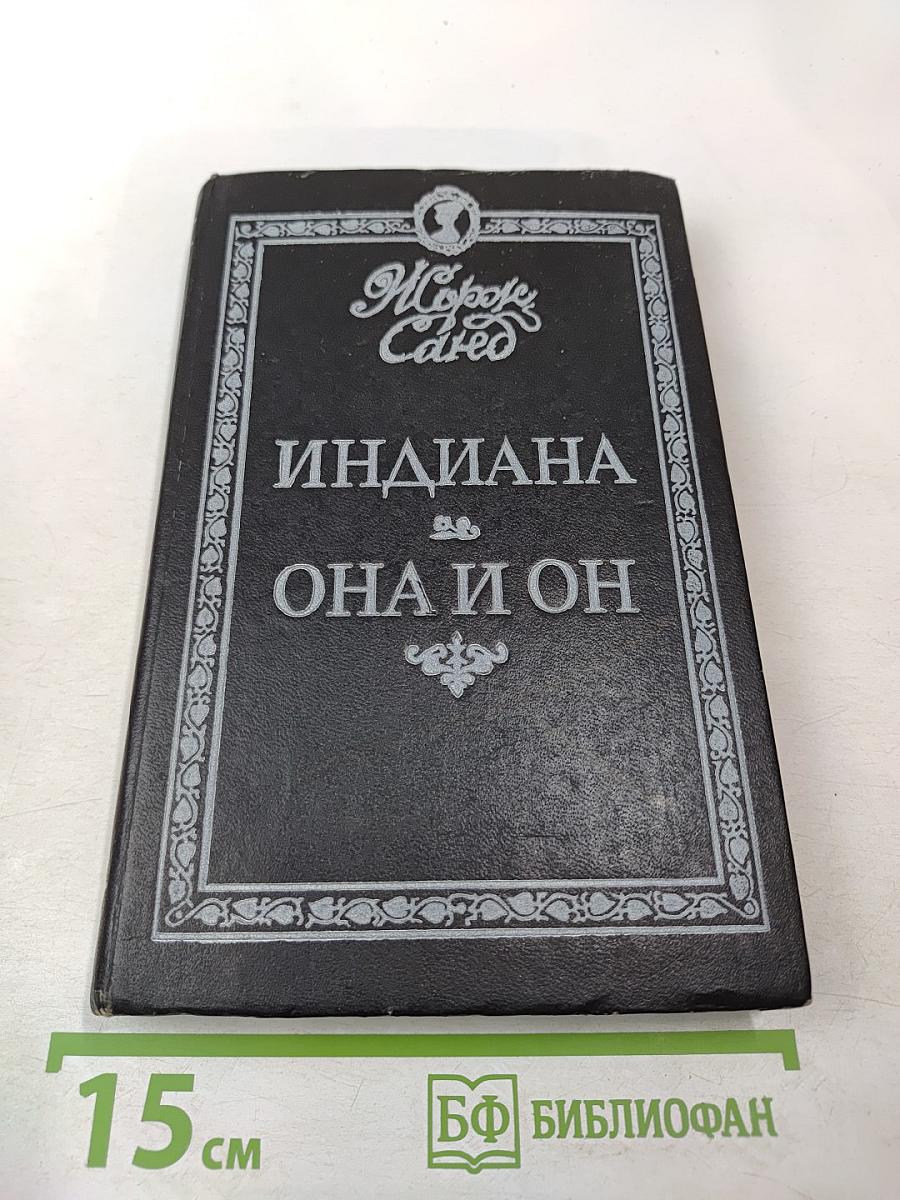 Жорж
Санд
ИНДИАНА
ОНА И ОН
15 см
БФ БИБЛИОФАН